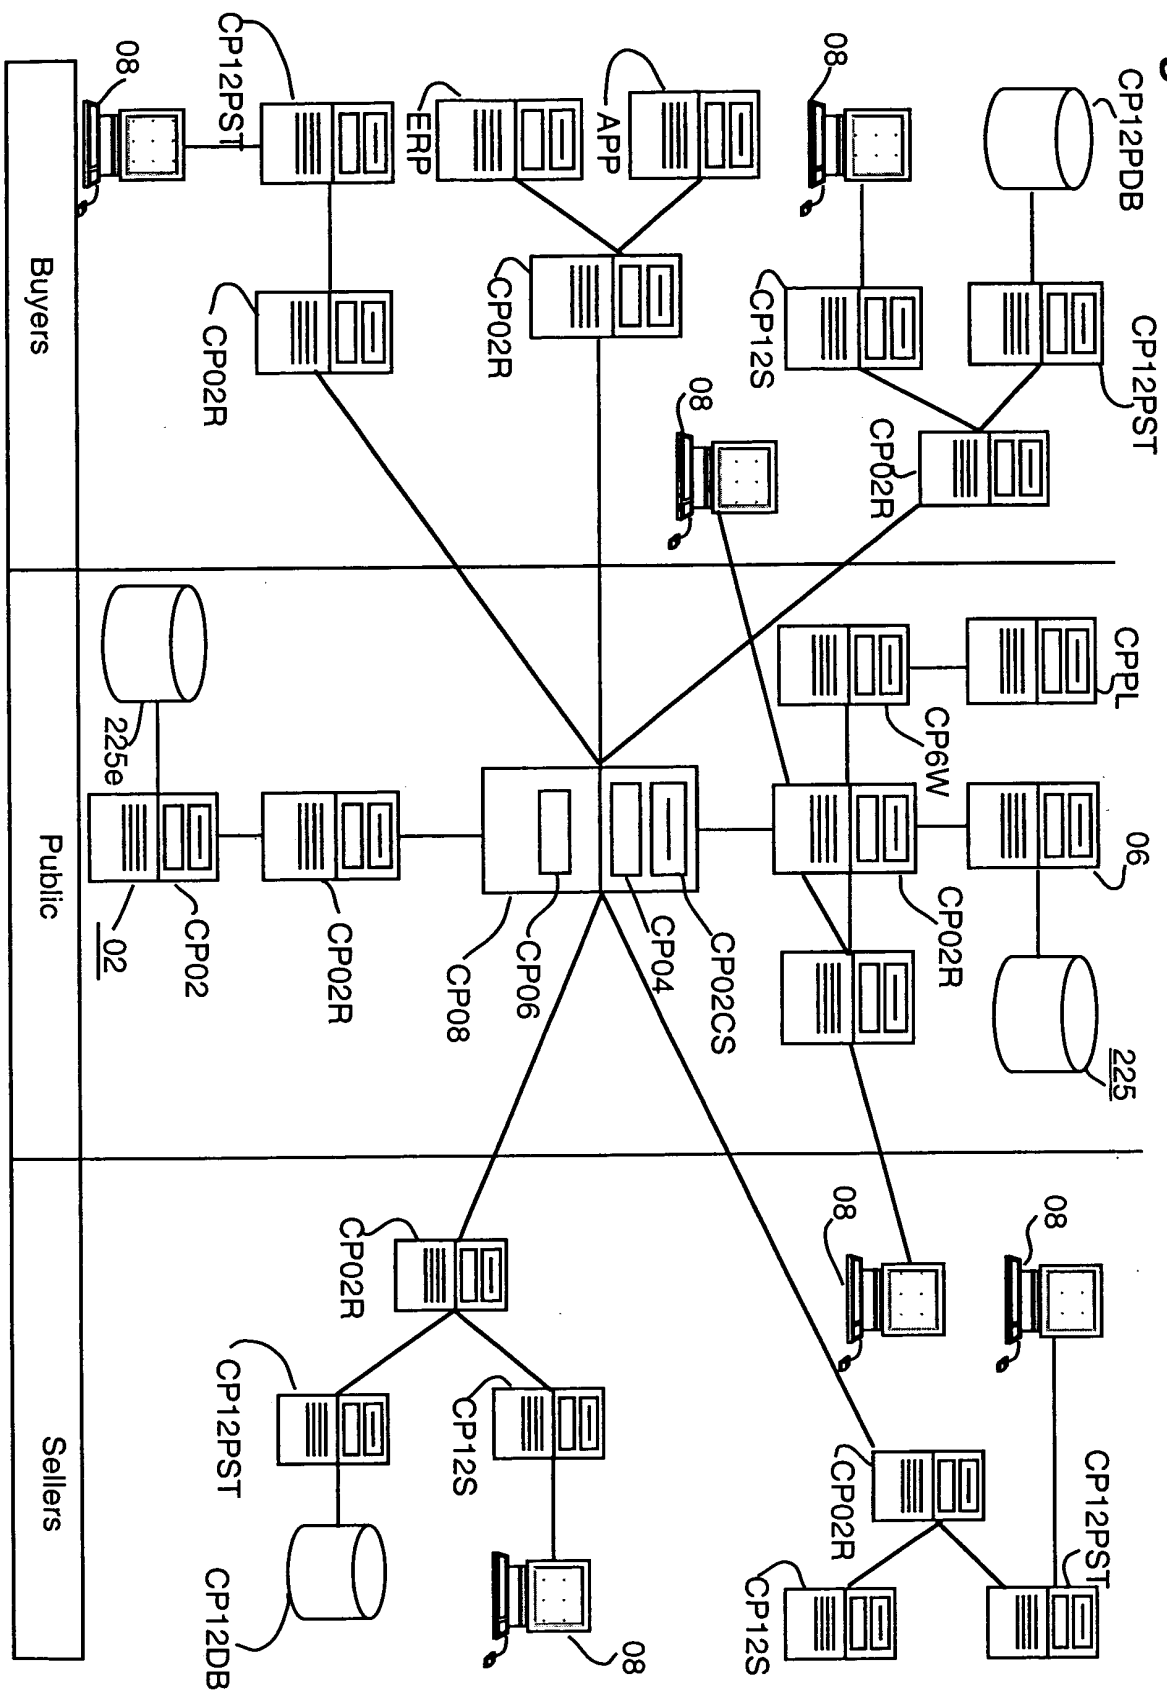 CP12PDB
CP12PST
08
CP02R
CP12S
08
APP
CP02R
ERP
CP12PST
CP02R
08
Buyers
CPPL
06
225
CP6W
CP02R
CP02CS
CP04
CP06
CP08
CP02R
CP02
02
225e
Public
08
CP12PST
08
CP02R
CP12S
08
CP12S
CP02R
CP12PST
CP12DB
Sellers